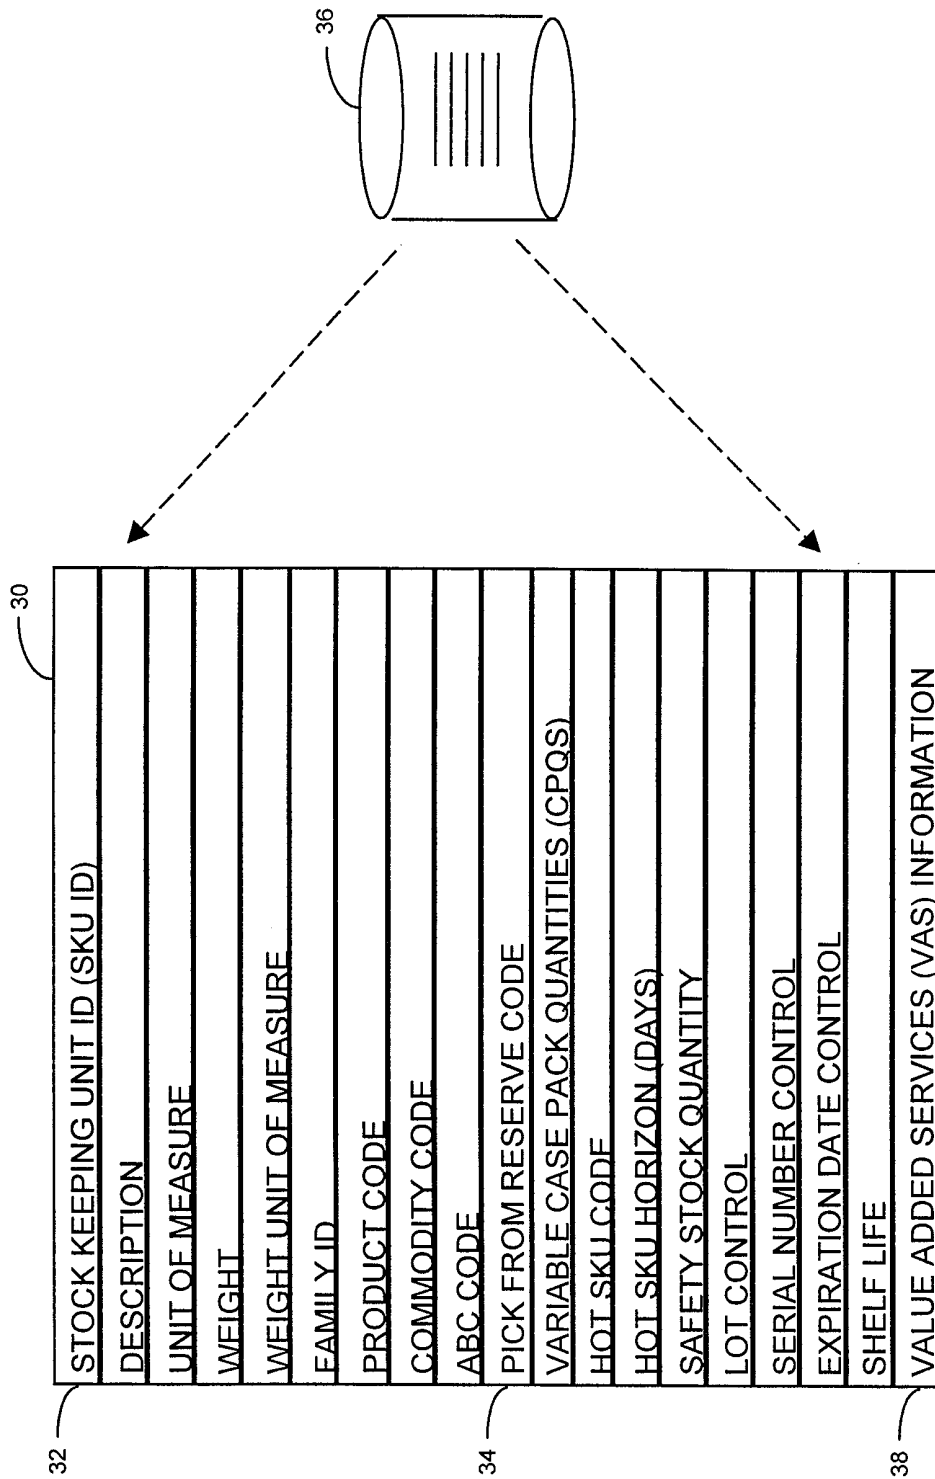 30
36
32
STOCK KEEPING UNIT ID (SKU ID)
DESCRIPTION
UNIT OF MEASURE
WEIGHT
WEIGHT UNIT OF MEASURE
FAMILY ID
PRODUCT CODE
COMMODITY CODE
ABC CODE
34
PICK FROM RESERVE CODE
VARIABLE CASE PACK QUANTITIES (CPQS)
HOT SKU CODE
HOT SKU HORIZON (DAYS)
SAFETY STOCK QUANTITY
LOT CONTROL
SERIAL NUMBER CONTROL
EXPIRATION DATE CONTROL
SHELF LIFE
38
VALUE ADDED SERVICES (VAS) INFORMATION